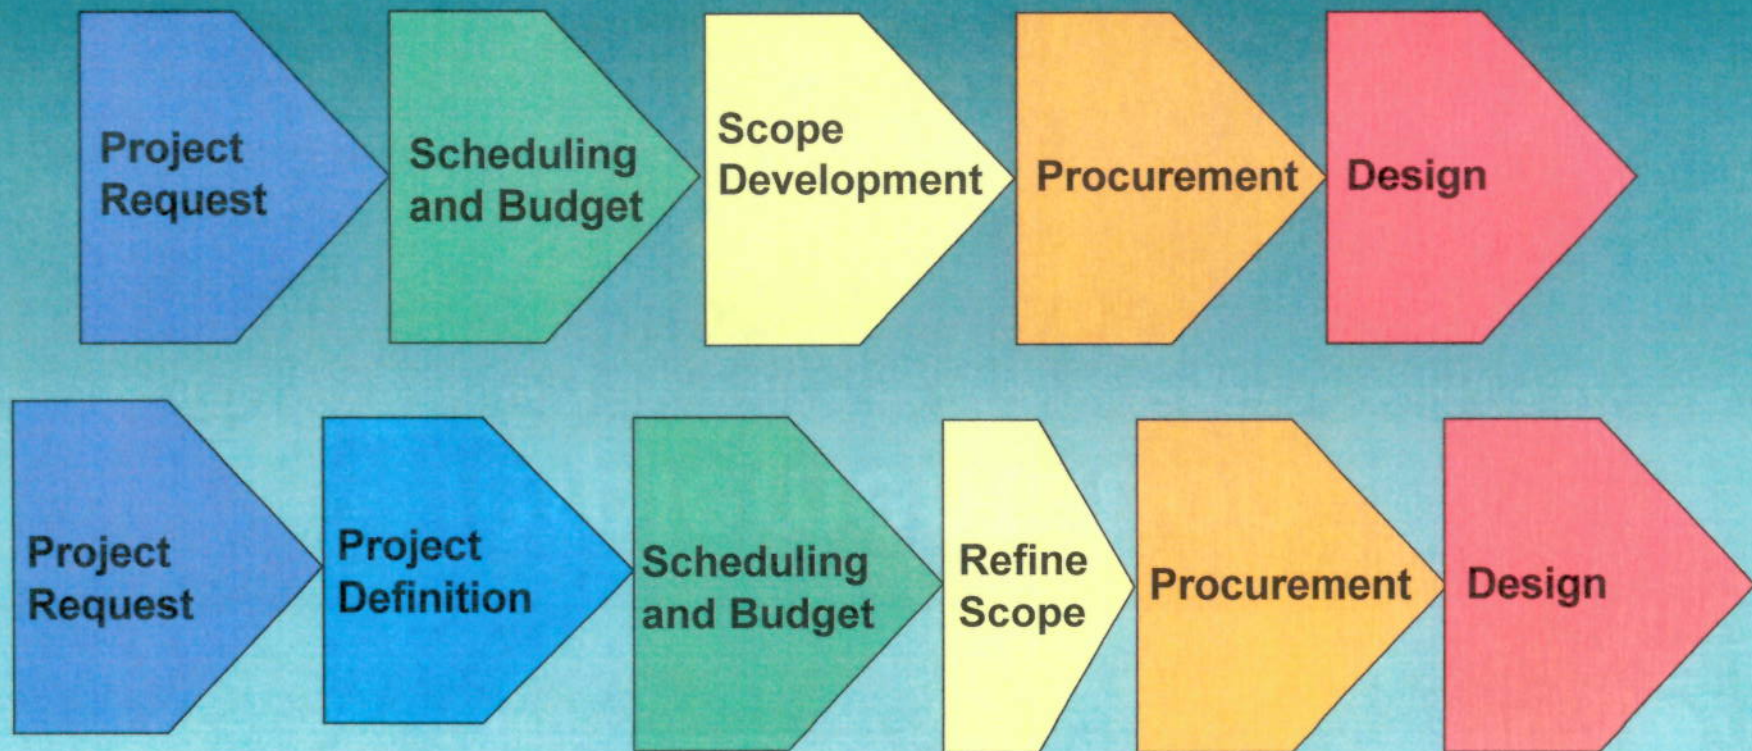 Project
Request
Scheduling
and Budget
Scope
Development
Procurement
Design
Project
Request
Project
Definition
Scheduling
and Budget
Refine
Scope
Procurement
Design